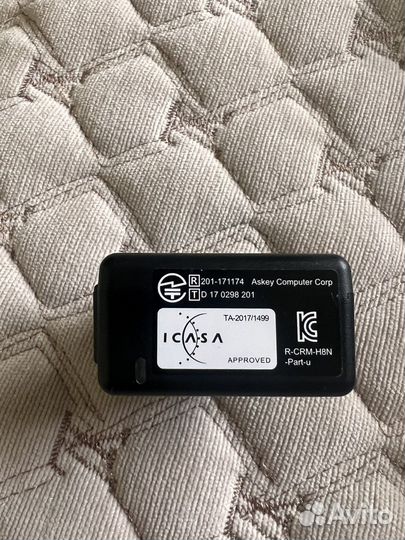 R 201-171174 Askey Computer Corp
T D 17 0298 201
TA-2017/1499
ICASA
APPROVED
R-CRM-H8N
-Part-u
Avito